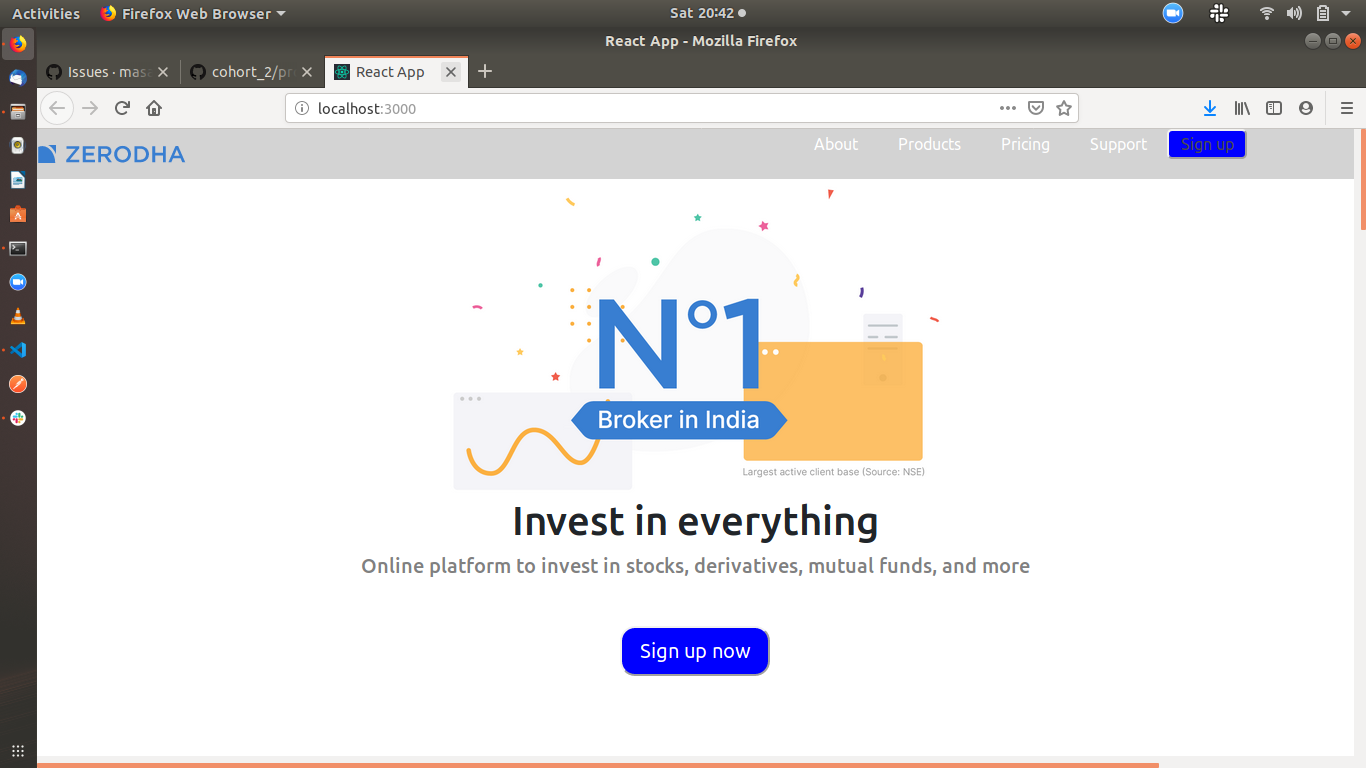 Activities Firefox Web Browser Sat 20:42
React App - Mozilla Firefox
Issues · mas cohort_2/pr React App
localhost:3000
ZERODHA About Products Pricing Support Sign up
N°1
Broker in India
Largest active client base (Source: NSE)
Invest in everything
Online platform to invest in stocks, derivatives, mutual funds, and more
Sign up now